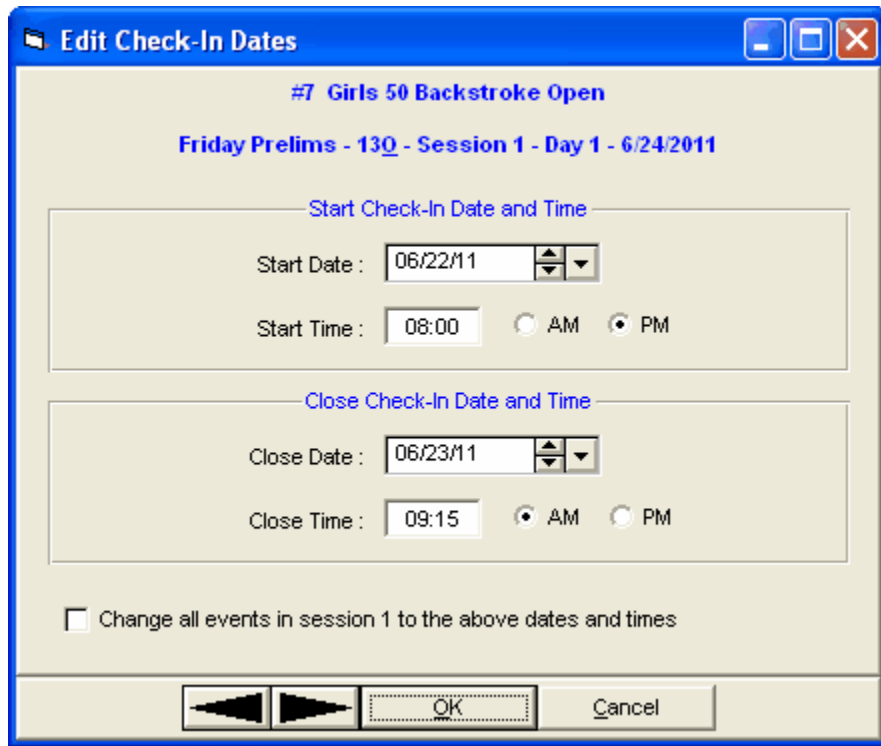 Edit Check-In Dates
#7 Girls 50 Backstroke Open
Friday Prelims - 13O - Session 1 - Day 1 - 6/24/2011
Start Check-In Date and Time
Start Date : 06/22/11
Start Time : 08:00 AM PM
Close Check-In Date and Time
Close Date : 06/23/11
Close Time : 09:15 AM PM
Change all events in session 1 to the above dates and times
OK Cancel